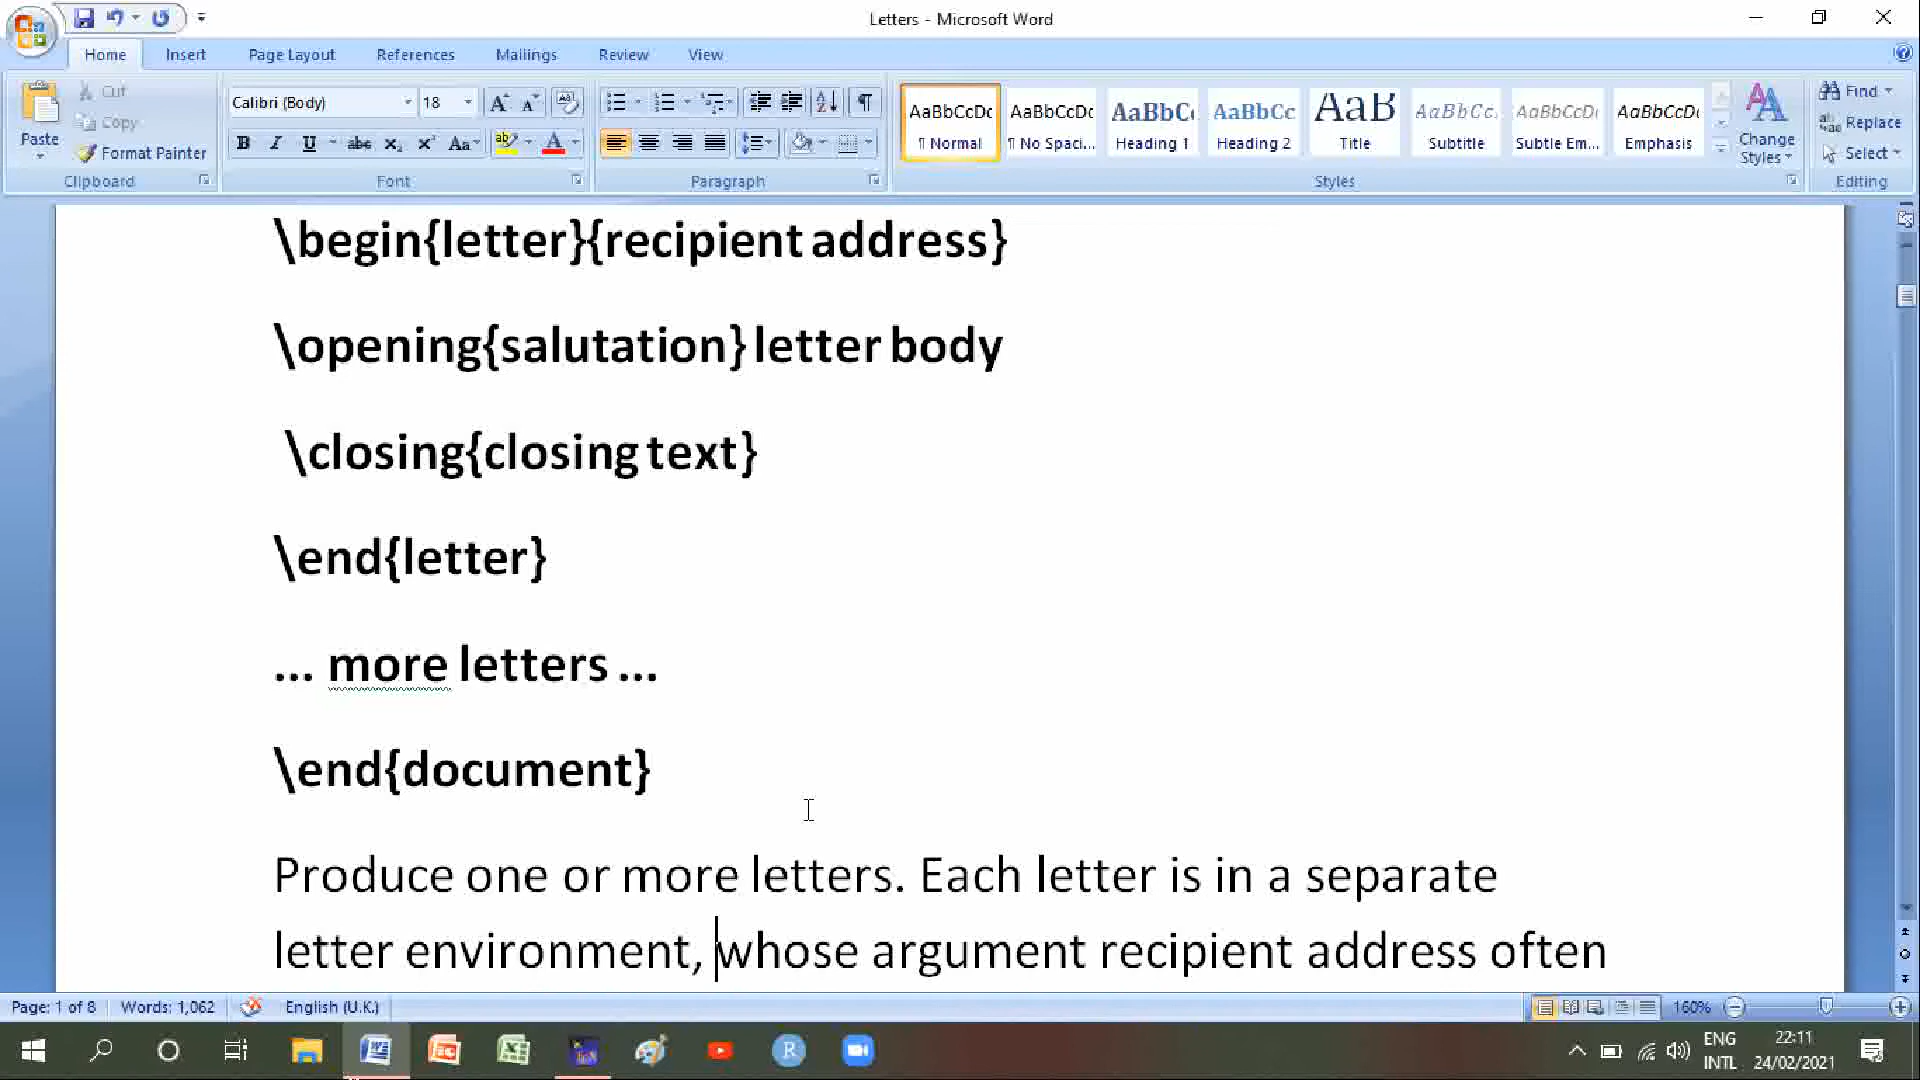 Letters - Microsoft Word
Home Insert Page Layout References Mailings Review View
Paste
Cut
Copy
Format Painter
Clipboard
Calibri (Body) 18
Font
Paragraph
AaBbCcDc AaBbCcDc AaBbC AaBbCc AaB AaBbCc. AaBbCcDı AaBbCcDı
¶ Normal ¶ No Spaci... Heading 1 Heading 2 Title Subtitle Subtle Em... Emphasis
Change Styles
Styles
Find
Replace
Select
Editing
\begin{letter}{recipient address}
\opening{salutation} letter body
\closing{closing text}
\end{letter}
... more letters ...
\end{document}
Produce one or more letters. Each letter is in a separate
letter environment, whose argument recipient address often
Page: 1 of 8 Words: 1,062 English (U.K.) 160%
ENG
INTL
22:11
24/02/2021